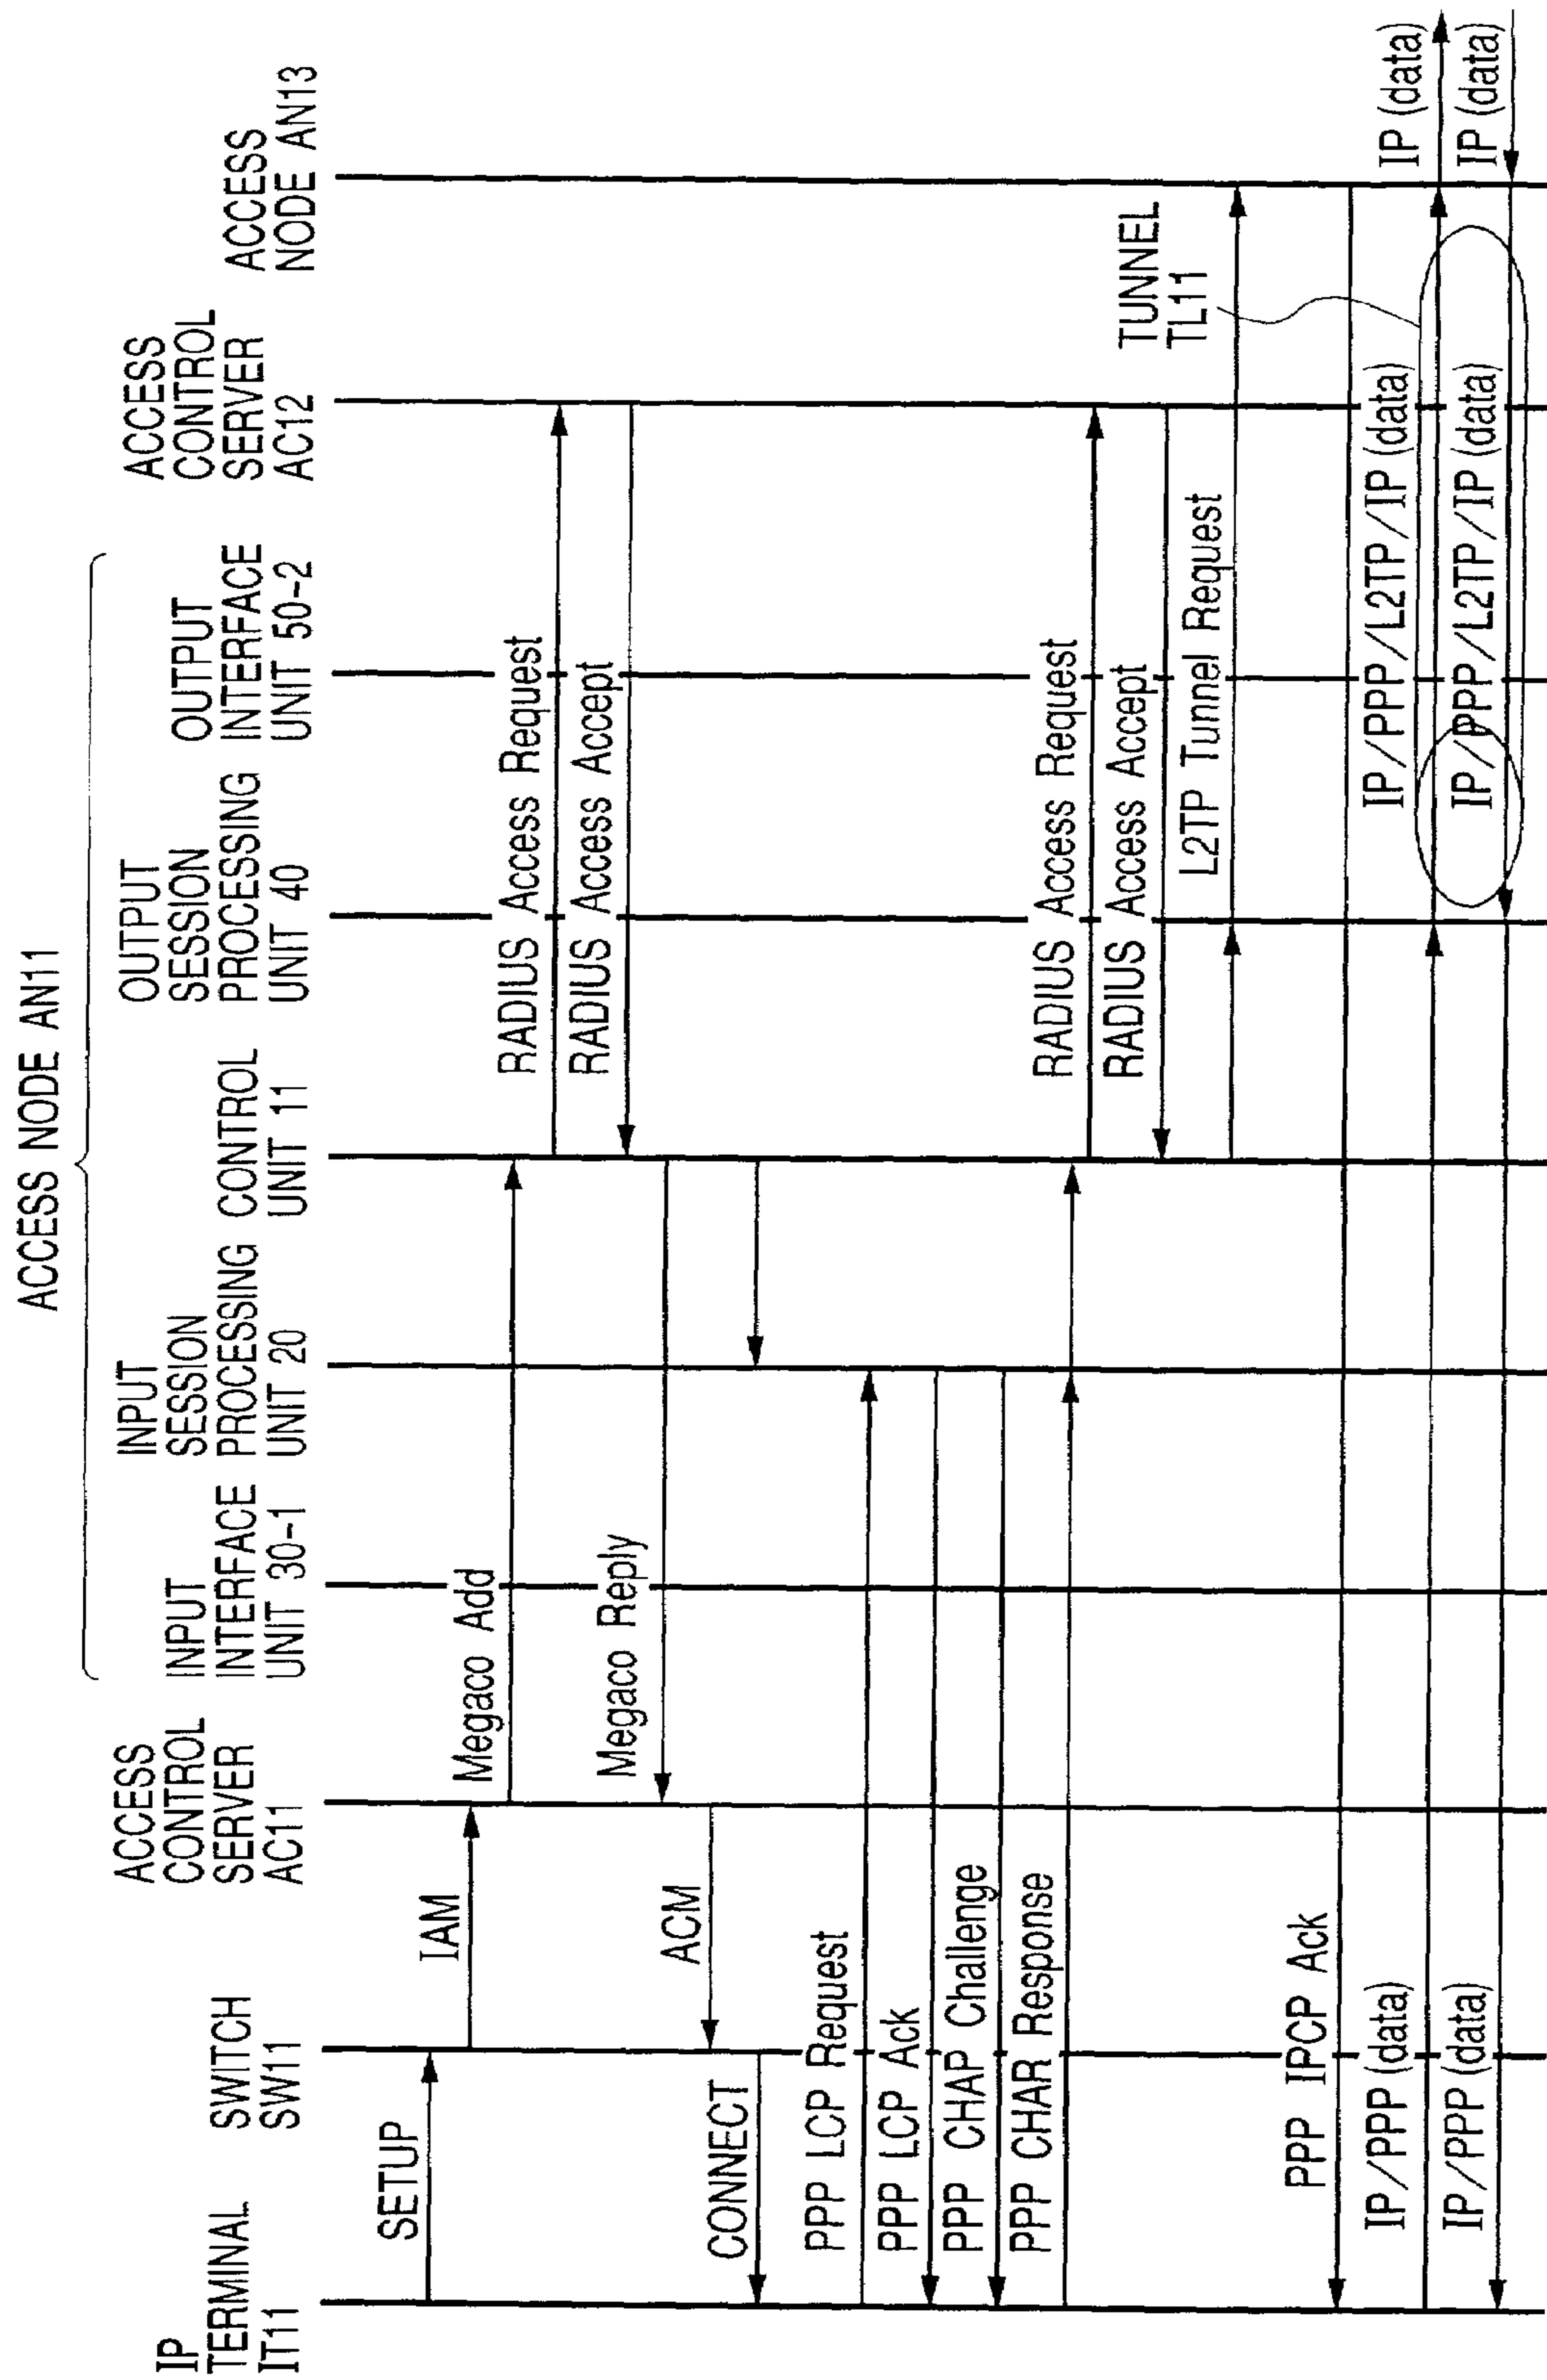 ACCESS NODE AN11
IP
TERMINAL
IT11
SWITCH
SW11
ACCESS
CONTROL
SERVER
AC11
INPUT
INTERFACE
UNIT 30-1
INPUT
SESSION
PROCESSING
UNIT 20
CONTROL
UNIT 11
OUTPUT
SESSION
PROCESSING
UNIT 40
OUTPUT
INTERFACE
UNIT 50-2
ACCESS
CONTROL
SERVER
AC12
ACCESS
NODE AN13
SETUP
IAM
Megaco Add
RADIUS Access Request
RADIUS Access Accept
Megaco Reply
ACM
CONNECT
PPP LCP Request
PPP LCP Ack
PPP CHAP Challenge
PPP CHAR Response
RADIUS Access Request
RADIUS Access Accept
L2TP Tunnel Request
TUNNEL
TL11
PPP IPCP Ack
IP/PPP (data)
IP/PPP/L2TP/IP (data)
IP (data)
IP/PPP (data)
IP/PPP/L2TP/IP (data)
IP (data)